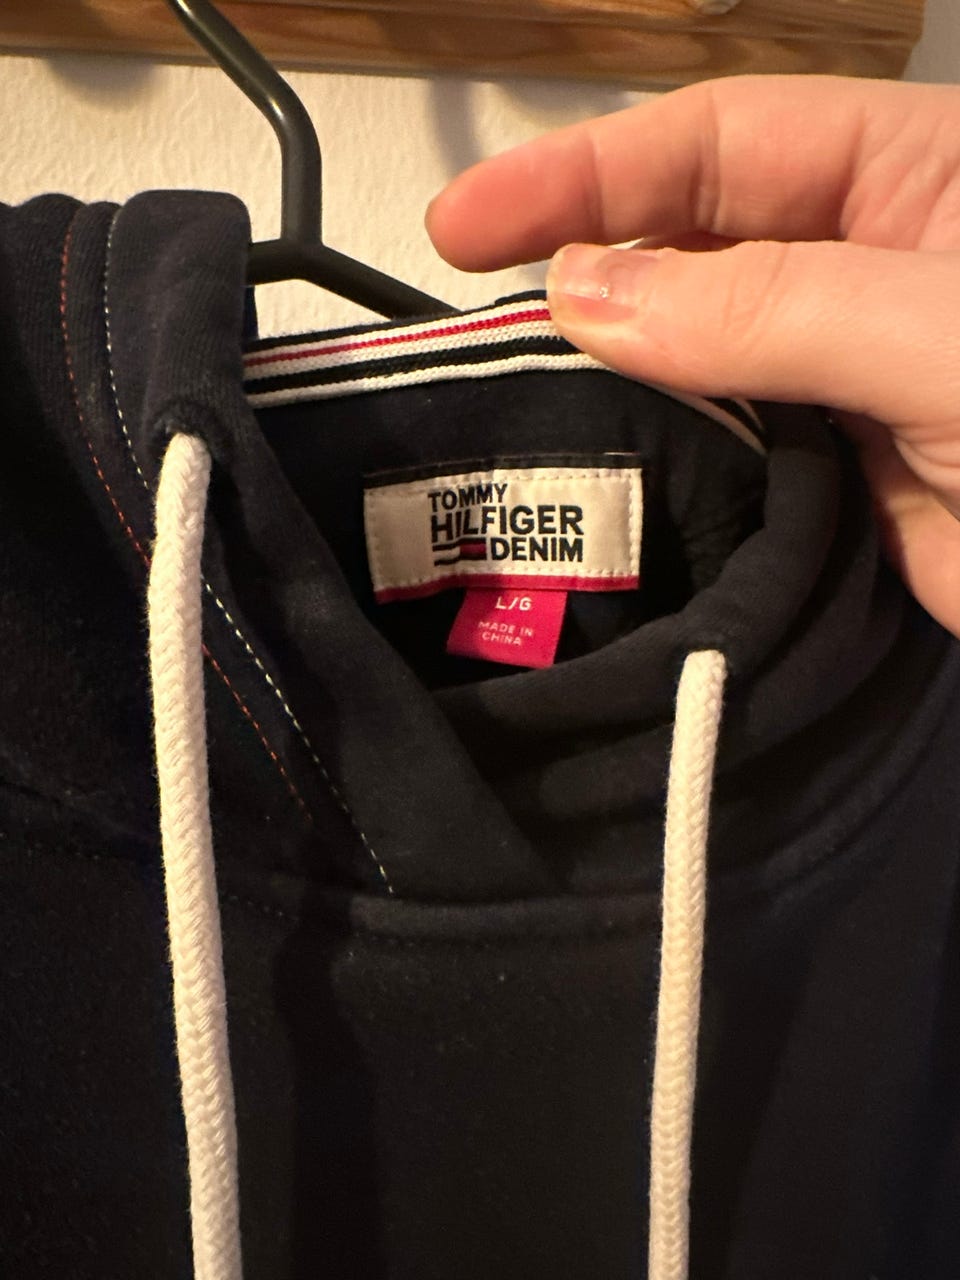 TOMMY
HILFIGER
DENIM
L/G
MADE IN
CHINA